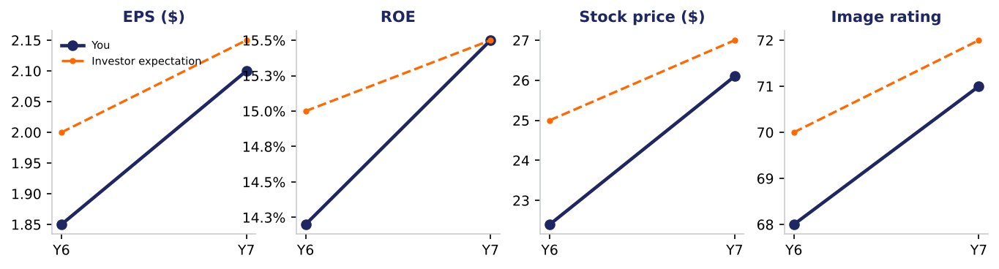 EPS ($)
2.15
2.10
2.05
2.00
1.95
1.90
1.85
You
Investor expectation
Y6
Y7
ROE
15.5%
15.3%
15.0%
14.8%
14.5%
14.3%
Y6
Y7
Stock price ($)
27
26
25
24
23
Y6
Y7
Image rating
72
71
70
69
68
Y6
Y7